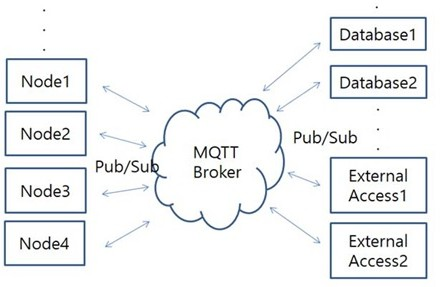 Node1
Node2
Node3
Node4
Pub/Sub
MQTT
Broker
Pub/Sub
Database1
Database2
External
Access1
External
Access2